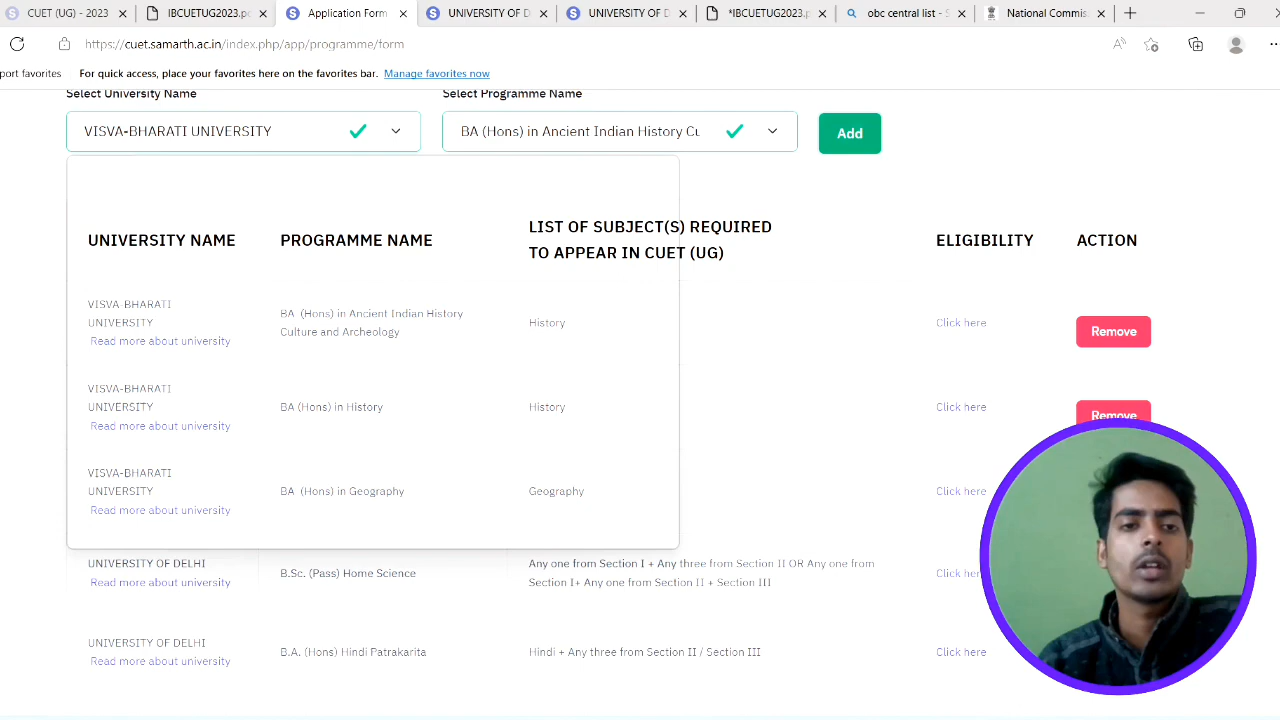 CUET (UG) - 2023
IBCUETUG2023.pc
Application Form
UNIVERSITY OF D
UNIVERSITY OF D
*IBCUETUG2023.p
obc central list - S
National Commis
https://cuet.samarth.ac.in/index.php/app/programme/form
port favorites
For quick access, place your favorites here on the favorites bar. Manage favorites now
Select University Name
Select Programme Name
VISVA-BHARATI UNIVERSITY
BA (Hons) in Ancient Indian History Cu
Add
UNIVERSITY NAME
PROGRAMME NAME
LIST OF SUBJECT(S) REQUIRED
TO APPEAR IN CUET (UG)
ELIGIBILITY
ACTION
VISVA-BHARATI
UNIVERSITY
Read more about university
BA (Hons) in Ancient Indian History
Culture and Archeology
History
Click here
Remove
VISVA-BHARATI
UNIVERSITY
Read more about university
BA (Hons) in History
History
Click here
Remove
VISVA-BHARATI
UNIVERSITY
Read more about university
BA (Hons) in Geography
Geography
Click here
UNIVERSITY OF DELHI
Read more about university
B.Sc. (Pass) Home Science
Any one from Section I + Any three from Section II OR Any one from
Section I+ Any one from Section II + Section III
Click her
UNIVERSITY OF DELHI
Read more about university
B.A. (Hons) Hindi Patrakarita
Hindi + Any three from Section II / Section III
Click here